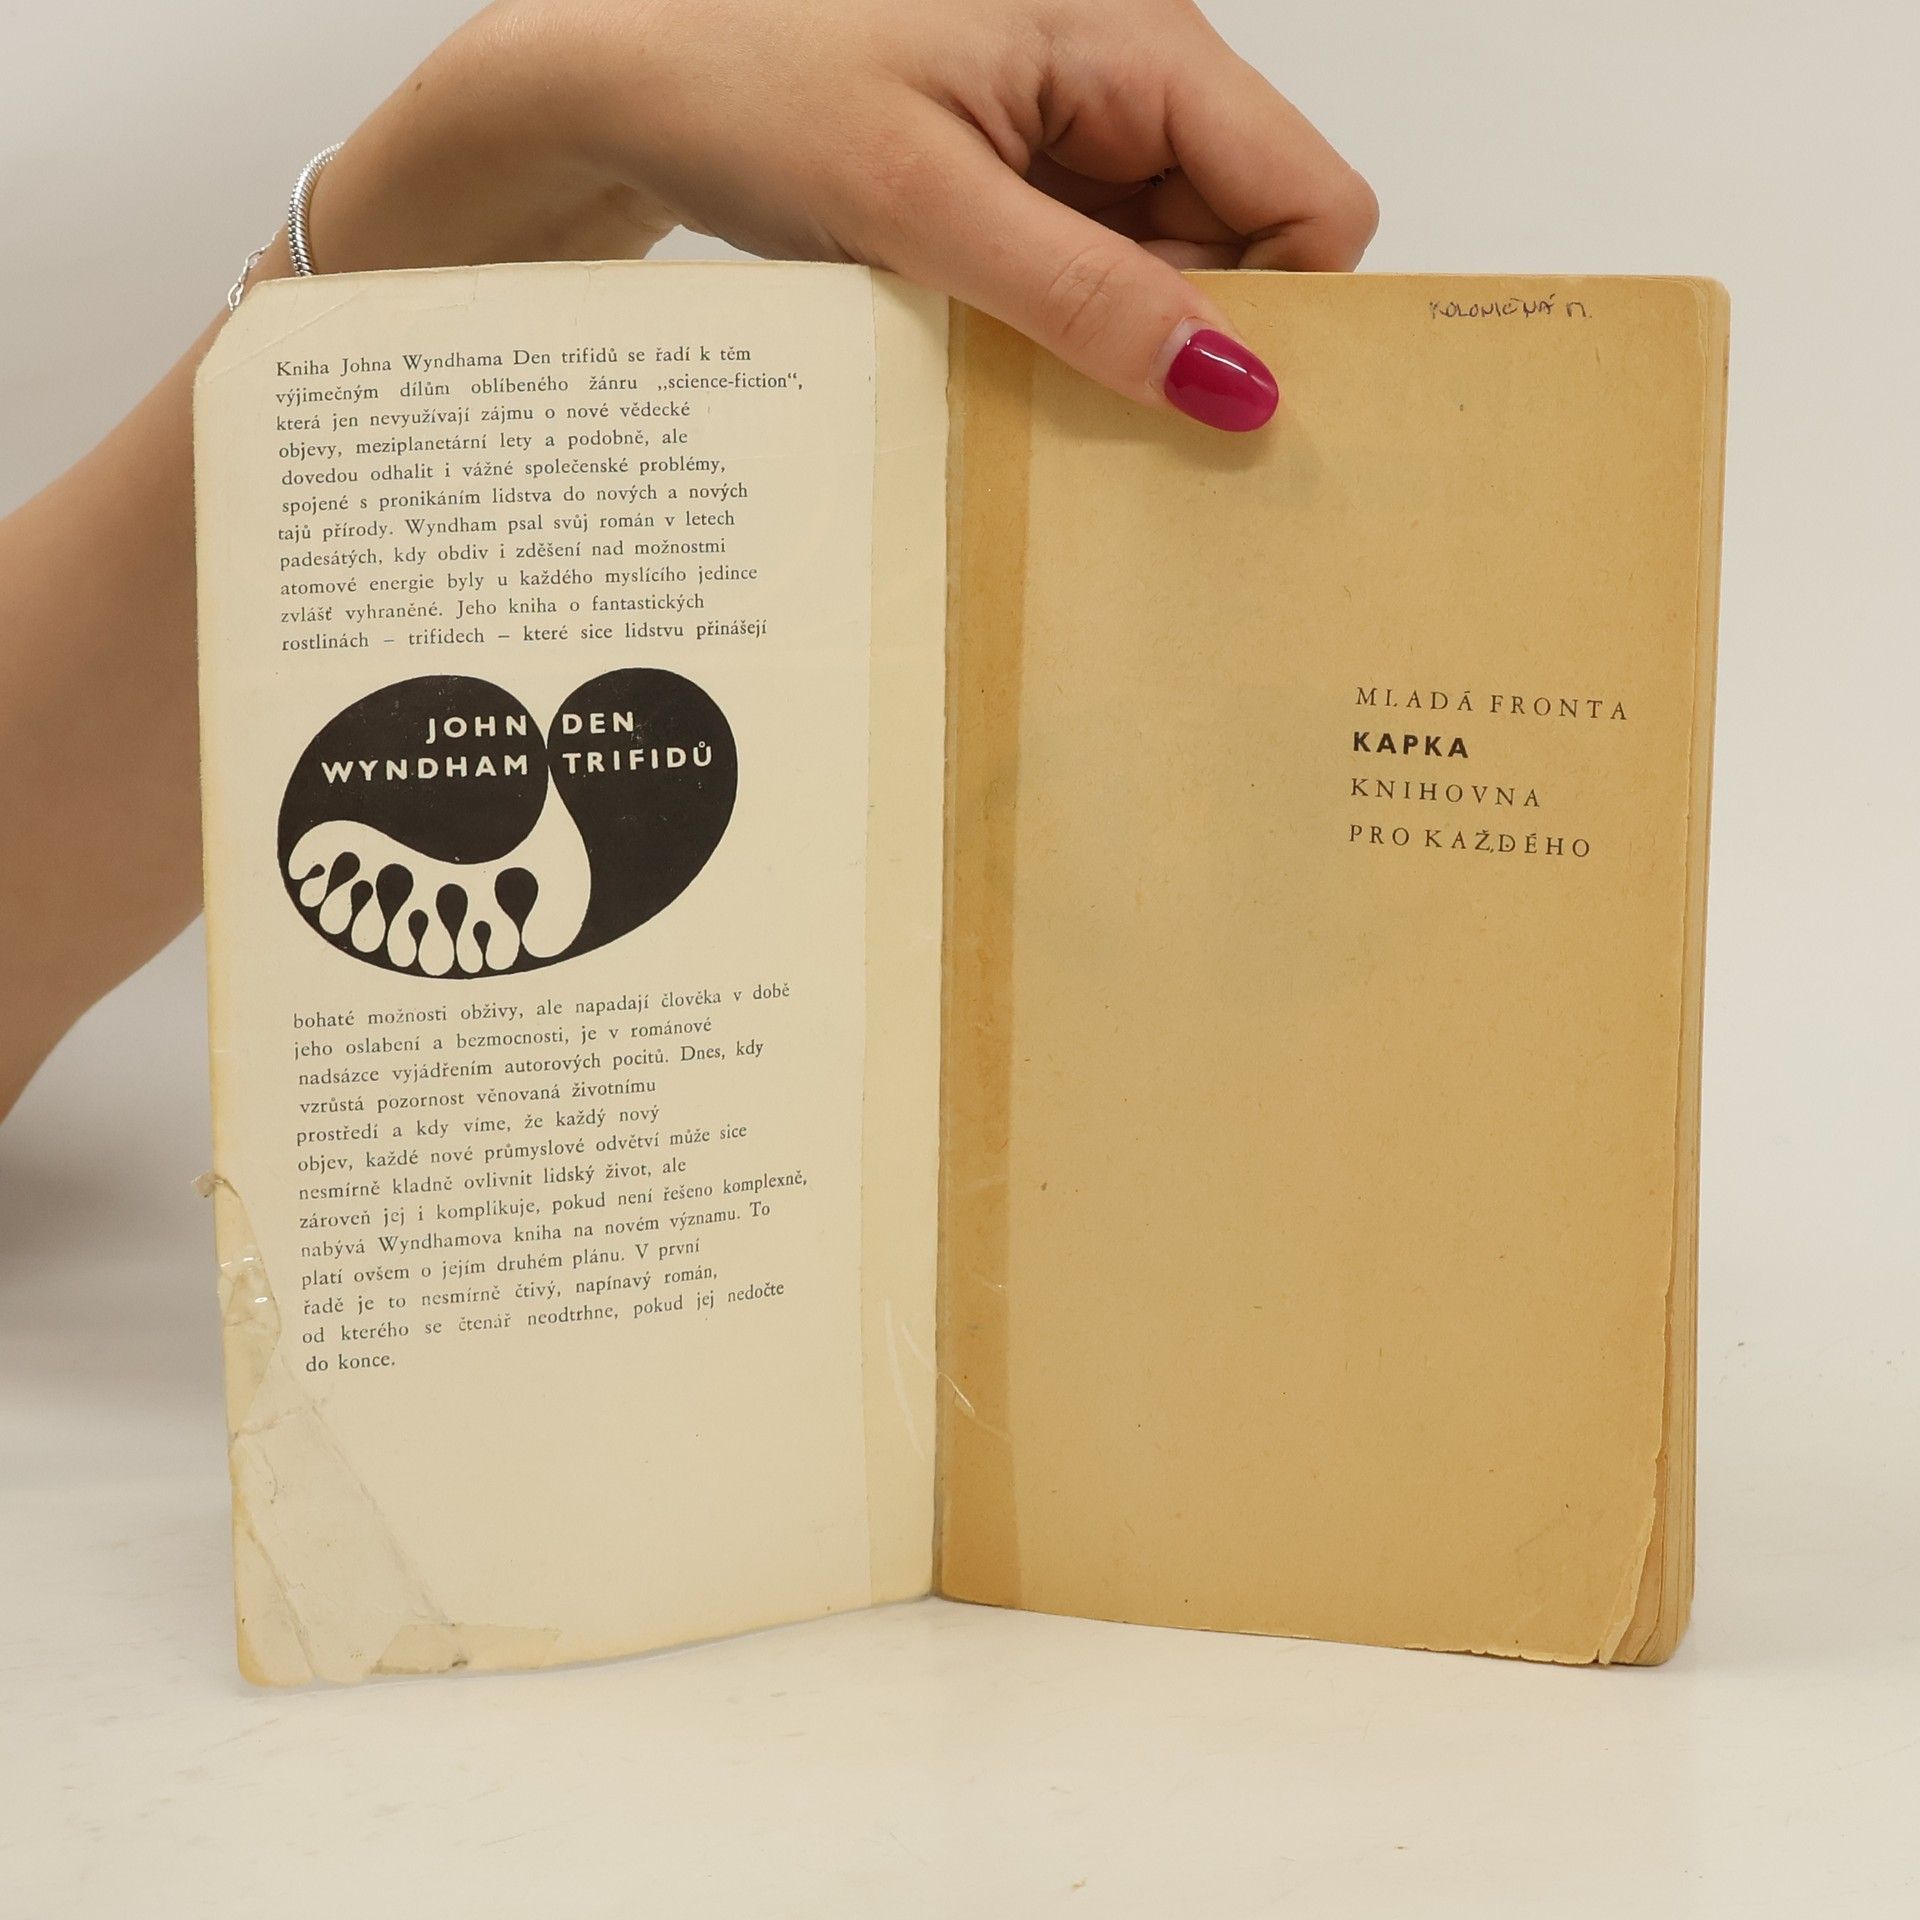 Kniha Johna Wyndhama Den trifidů se řadí k těm
výjimečným dílům oblíbeného žánru „science-fiction“,
která jen nevyužívají zájmu o nové vědecké
objevy, meziplanetární lety a podobně, ale
dovedou odhalit i vážné společenské problémy,
spojené s pronikáním lidstva do nových a nových
tajů přírody. Wyndham psal svůj román v letech
padesátých, kdy obdiv i zděšení nad možnostmi
atomové energie byly u každého myslícího jedince
zvlášť vyhraněné. Jeho kniha o fantastických
rostlinách – trifidech – které sice lidstvu přinášejí
JOHN DEN
WYNDHAM TRIFIDŮ
bohaté možnosti obživy, ale napadají člověka v době
jeho oslabení a bezmocnosti, je v románové
nadsázce vyjádřením autorových pocitů. Dnes, kdy
vzrůstá pozornost věnovaná životnímu
prostředí a kdy víme, že každý nový
objev, každé nové průmyslové odvětví může sice
nesmírně kladně ovlivnit lidský život, ale
zároveň jej i komplikuje, pokud není řešeno komplexně,
nabývá Wyndhamova kniha na novém významu. To
platí ovšem o jejím druhém plánu. V první
řadě je to nesmírně čtivý, napínavý román,
od kterého se čtenář neodtrhne, pokud jej nedočte
do konce.
KOLONIČNÁ M.
MLADÁ FRONTA
KAPKA
KNIHOVNA
PRO KAŽDÉHO